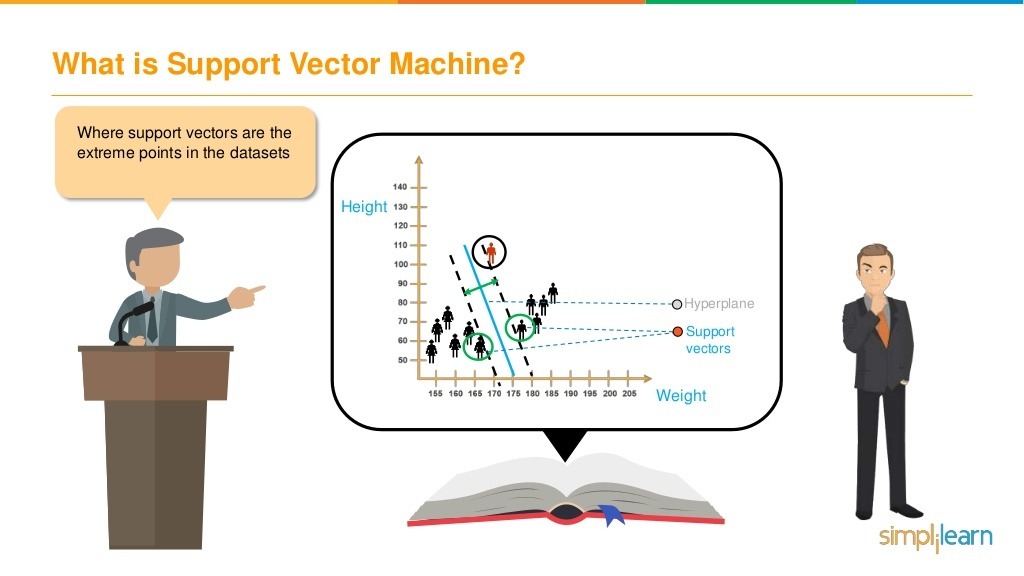 What is Support Vector Machine?
Where support vectors are the
extreme points in the datasets
Height
140
130
120
110
100
90
80
70
60
50
155 160 165 170 175 180 185 190 195 200 205
Weight
Hyperplane
Support
vectors
simplilearn